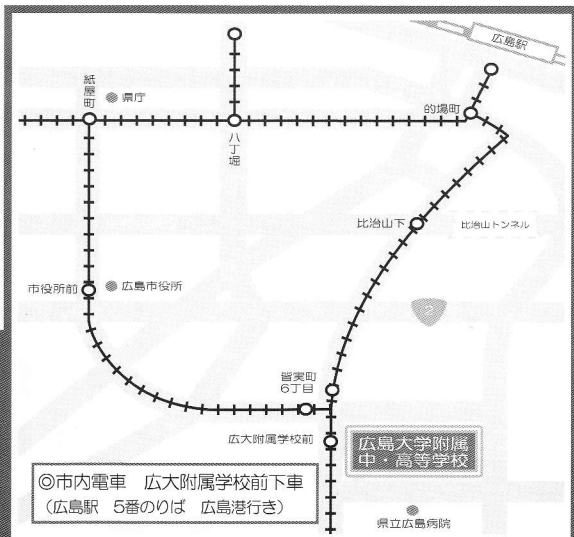 広島駅
紙屋町
県庁
的場町
八丁堀
比治山下
比治山トンネル
市役所前
広島市役所
2
皆実町
6丁目
広大附属学校前
広島大学附属
中・高等学校
◎市内電車 広大附属学校前下車
(広島駅 5番のりば 広島港行き)
県立広島病院